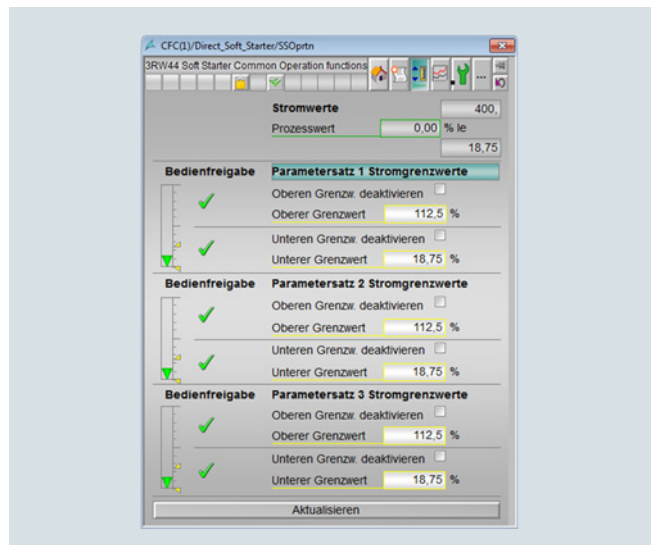 CFC(1)/Direct_Soft_Starter/SSOprtn
3RW44 Soft Starter Common Operation functions
...
Stromwerte 400,
Prozesswert 0,00 % Ie
18,75
Bedienfreigabe Parametersatz 1 Stromgrenzwerte
Oberen Grenzw. deaktivieren
Oberer Grenzwert 112,5 %
Unteren Grenzw. deaktivieren
Unterer Grenzwert 18,75 %
Bedienfreigabe Parametersatz 2 Stromgrenzwerte
Oberen Grenzw. deaktivieren
Oberer Grenzwert 112,5 %
Unteren Grenzw. deaktivieren
Unterer Grenzwert 18,75 %
Bedienfreigabe Parametersatz 3 Stromgrenzwerte
Oberen Grenzw. deaktivieren
Oberer Grenzwert 112,5 %
Unteren Grenzw. deaktivieren
Unterer Grenzwert 18,75 %
Aktualisieren